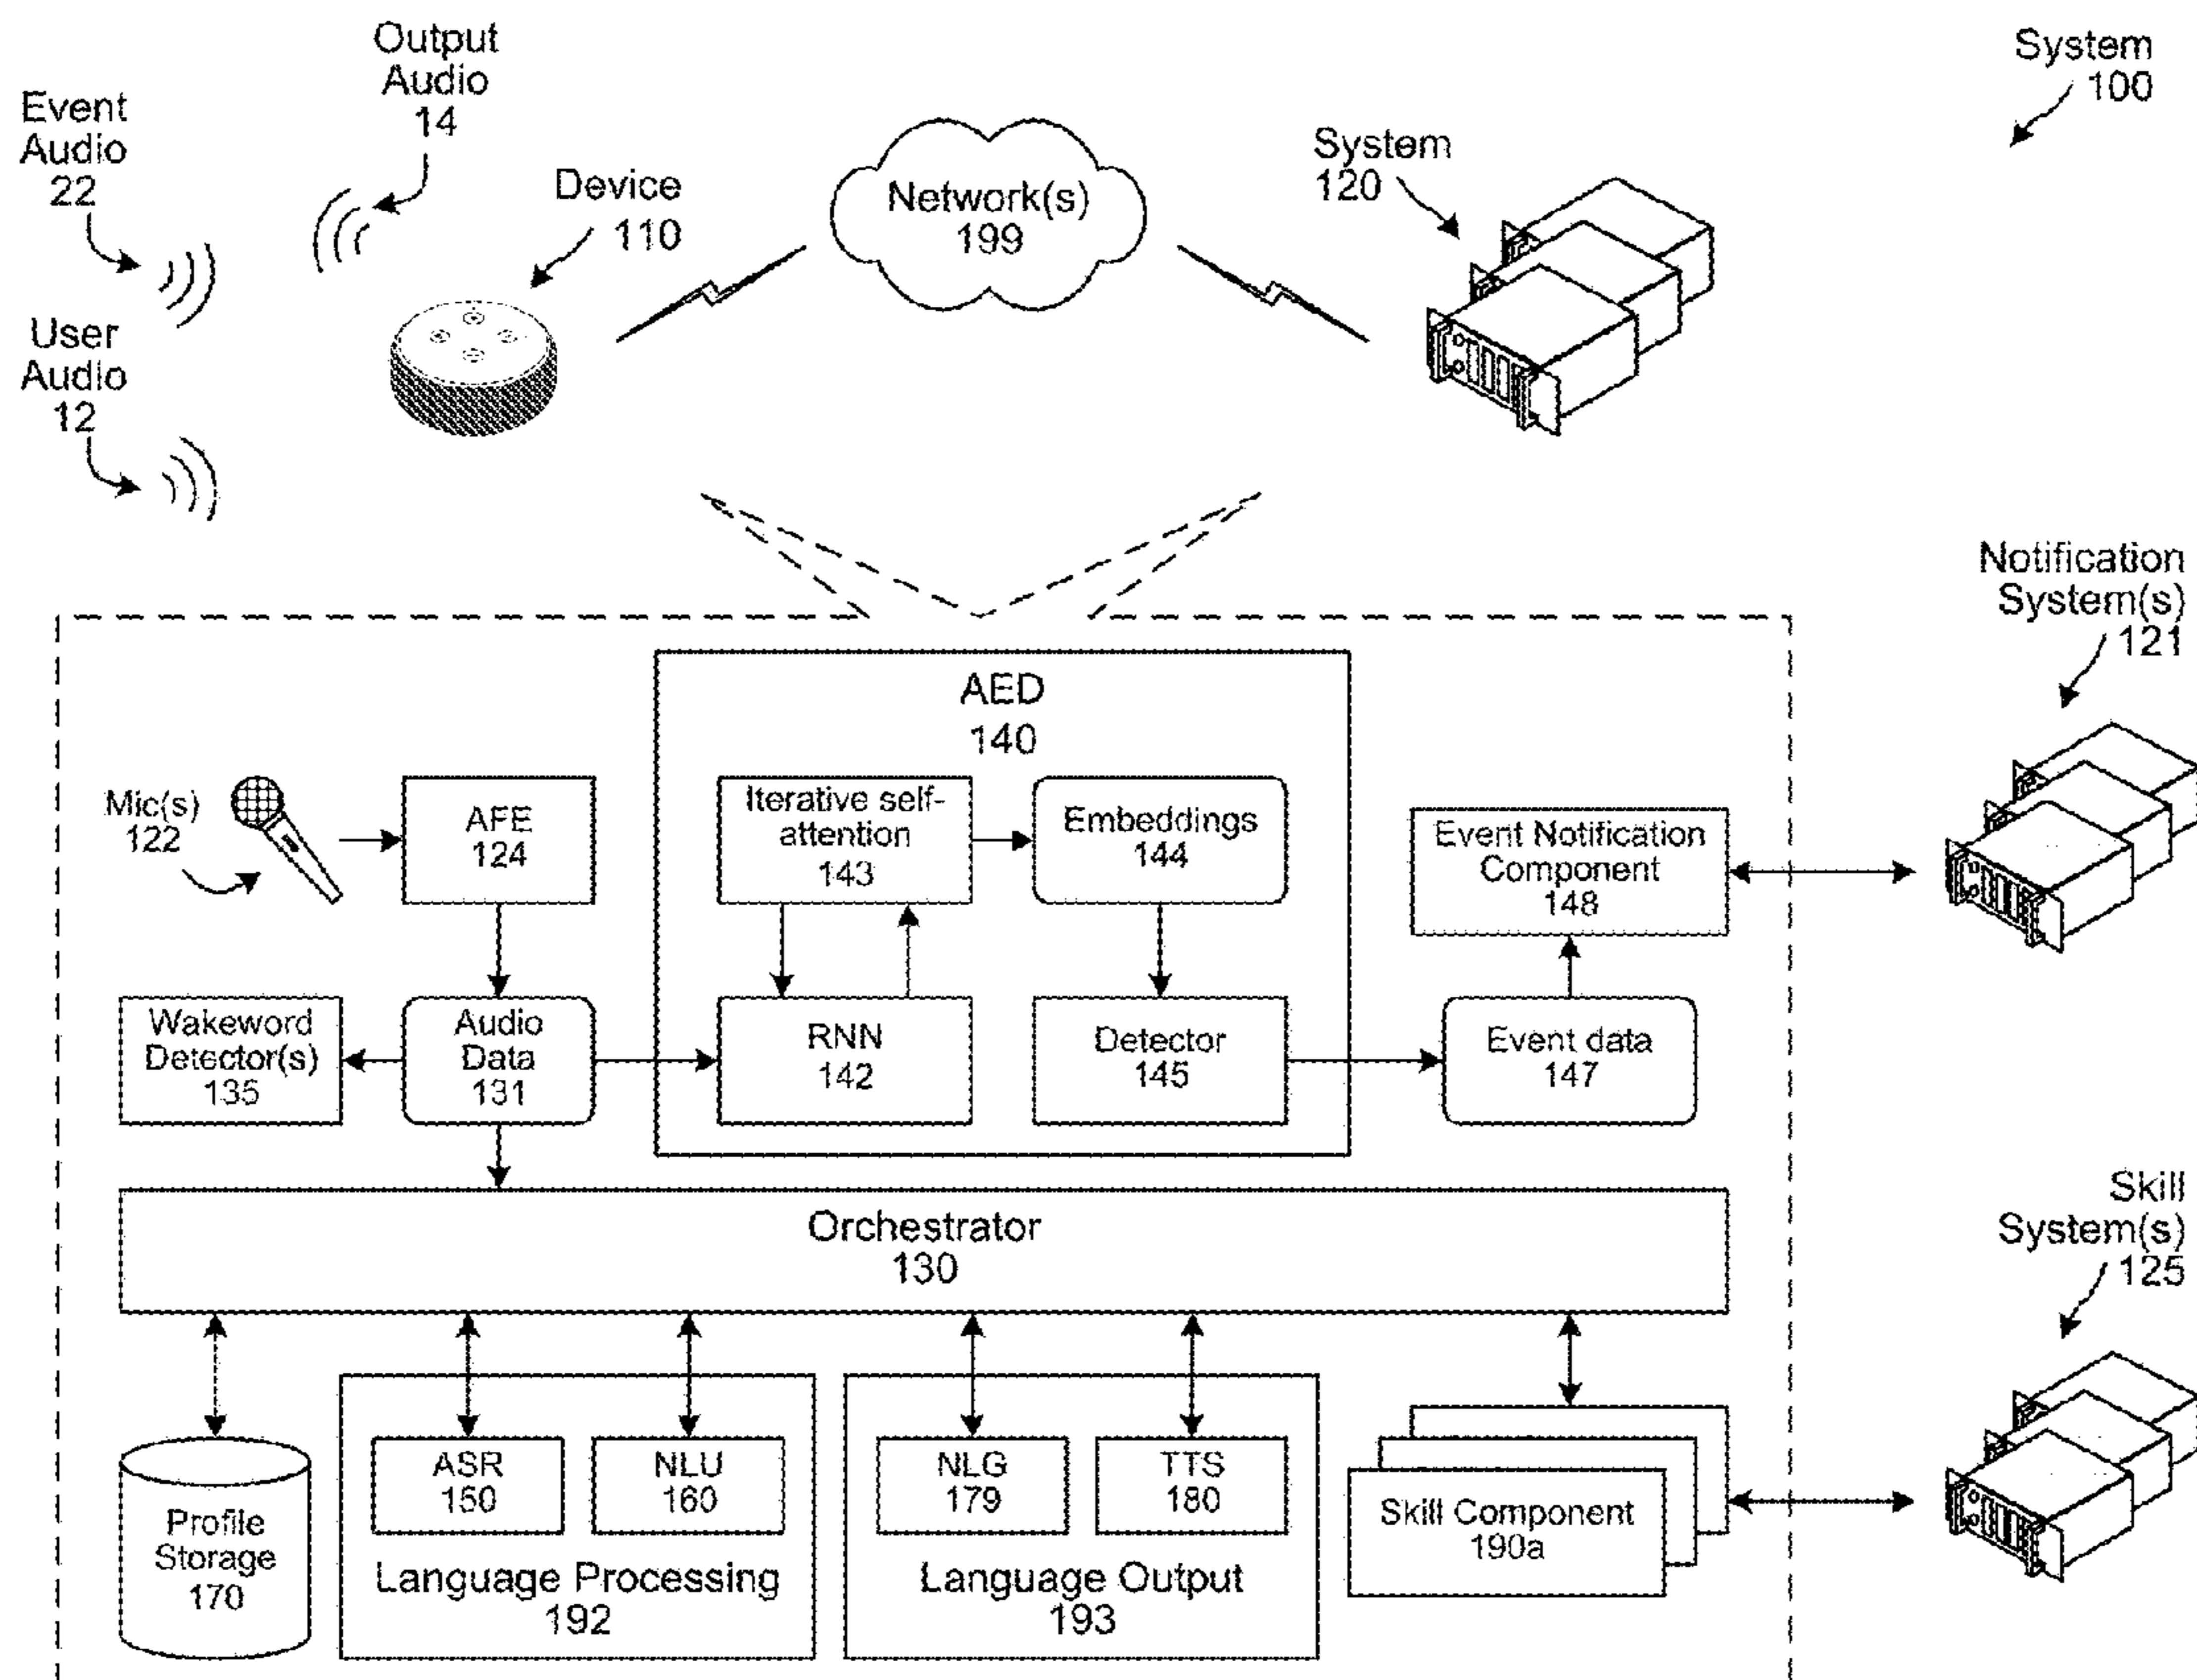 Output
Audio
14
System
100
Event
Audio
22
Device
110
Network(s)
199
System
120
User
Audio
12
Notification
System(s)
121
AED
140
Mic(s)
122
AFE
124
Iterative self-
attention
143
Embeddings
144
Event Notification
Component
148
Wakeword
Detector(s)
135
Audio
Data
131
RNN
142
Detector
145
Event data
147
Orchestrator
130
Skill
System(s)
125
Profile
Storage
170
ASR
150
NLU
160
Language Processing
192
NLG
179
TTS
180
Language Output
193
Skill Component
190a